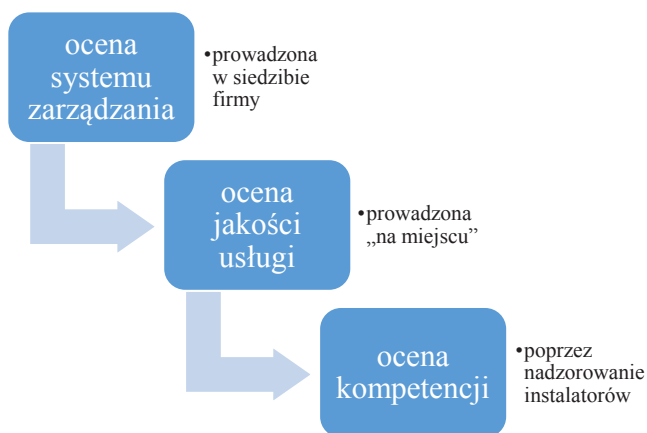 ocena
systemu
zarządzania
•prowadzona
w siedzibie
firmy
ocena
jakości
usługi
•prowadzona
„na miejscu”
ocena
kompetencji
•poprzez
nadzorowanie
instalatorów